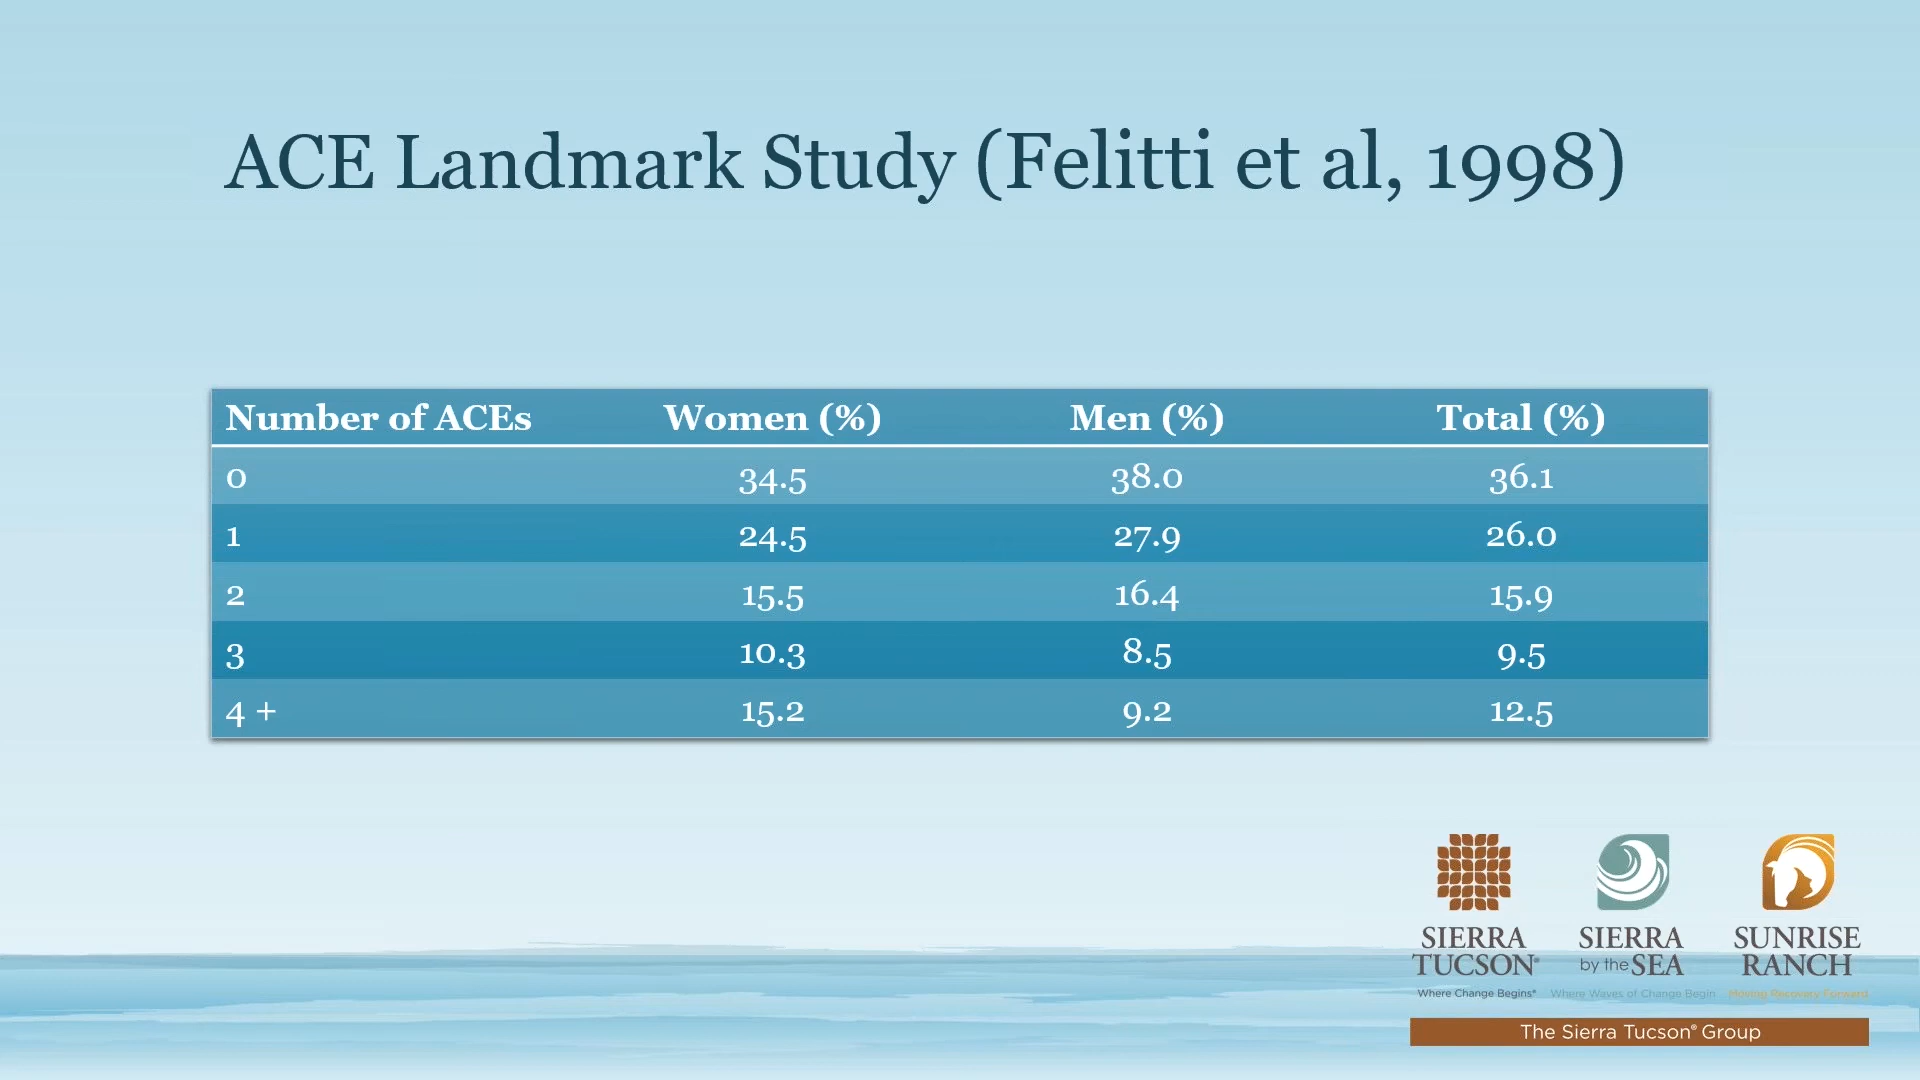 ACE Landmark Study (Felitti et al, 1998)
Number of ACEs Women (%) Men (%) Total (%)
0 34.5 38.0 36.1
1 24.5 27.9 26.0
2 15.5 16.4 15.9
3 10.3 8.5 9.5
4 + 15.2 9.2 12.5
SIERRA TUCSON®
Where Change Begins®
SIERRA by the SEA
Where Waves of Change Begin
SUNRISE RANCH
Moving Recovery Forward
The Sierra Tucson® Group